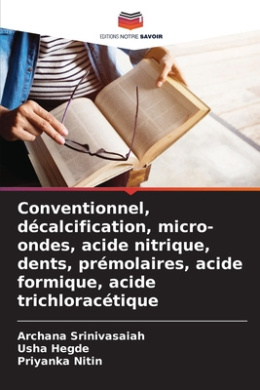 EDITIONS NOTRE SAVOIR
Conventionnel,
décalcification, micro-
ondes, acide nitrique,
dents, prémolaires, acide
formique, acide
trichloracétique
Archana Srinivasaiah
Usha Hegde
Priyanka Nitin